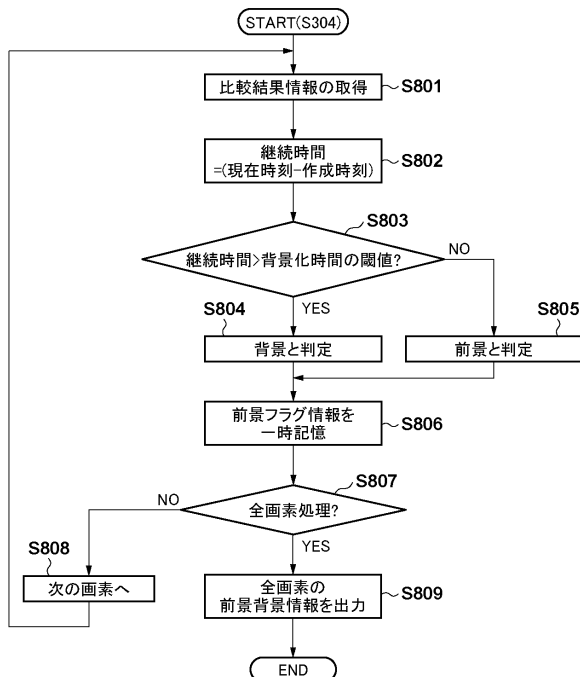 START(S304)
比較結果情報の取得
S801
継続時間
=(現在時刻-作成時刻)
S802
S803
継続時間>背景化時間の閾値?
NO
YES
S804
背景と判定
S805
前景と判定
前景フラグ情報を
一時記憶
S806
S807
全画素処理?
NO
YES
S808
次の画素へ
全画素の
前景背景情報を出力
S809
END